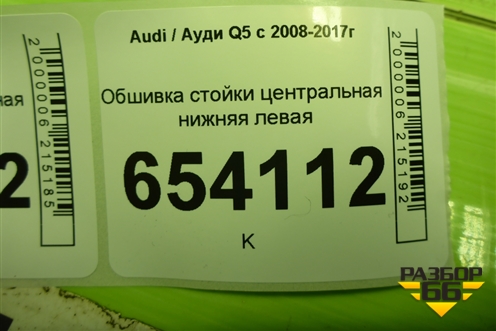 Audi / Ауди Q5 с 2008-2017г
Обшивка стойки центральная
нижняя левая
654112
К
2000006215192
2000006215185
ная
2
РАЗБОР
66